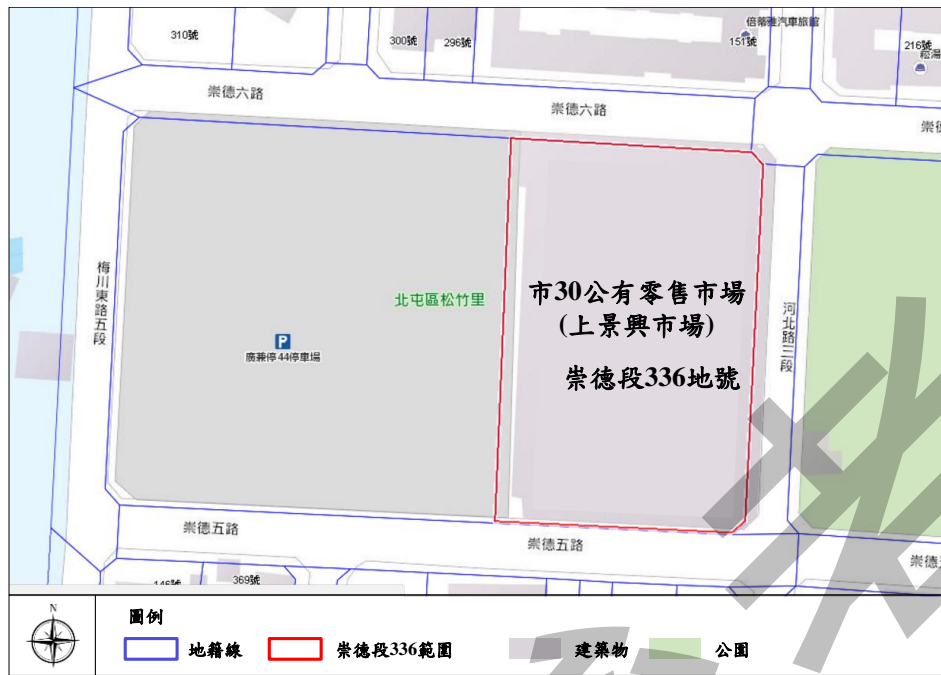 倍蒂雅汽車旅館
310號
300號
296號
151號
216號
崧湯
崇德六路
崇德六路
崇德
梅川東路五段
北屯區松竹里
市30公有零售市場
(上景興市場)
崇德段336地號
河北路三段
P
廣兼停44停車場
崇德五路
崇德五路
崇德五
146號
369號
N
圖例
地籍線
崇德段336範圍
建築物
公園